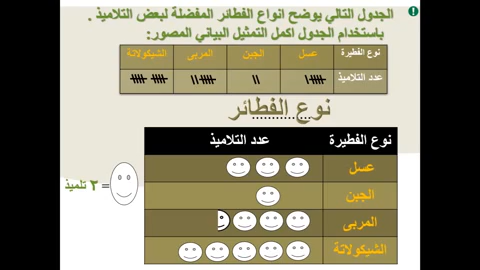 الجدول التالي يوضح انواع الفطائر المفضلة لبعض التلاميذ .
باستخدام الجدول اكمل التمثيل البياني المصور:
نوع الفطيرة عسل الجبن المربى الشيكولاتة
عدد التلاميذ
نوع الفطائر
نوع الفطيرة عدد التلاميذ
عسل
الجبن
المربى
الشيكولاتة
= ٢ تلميذ